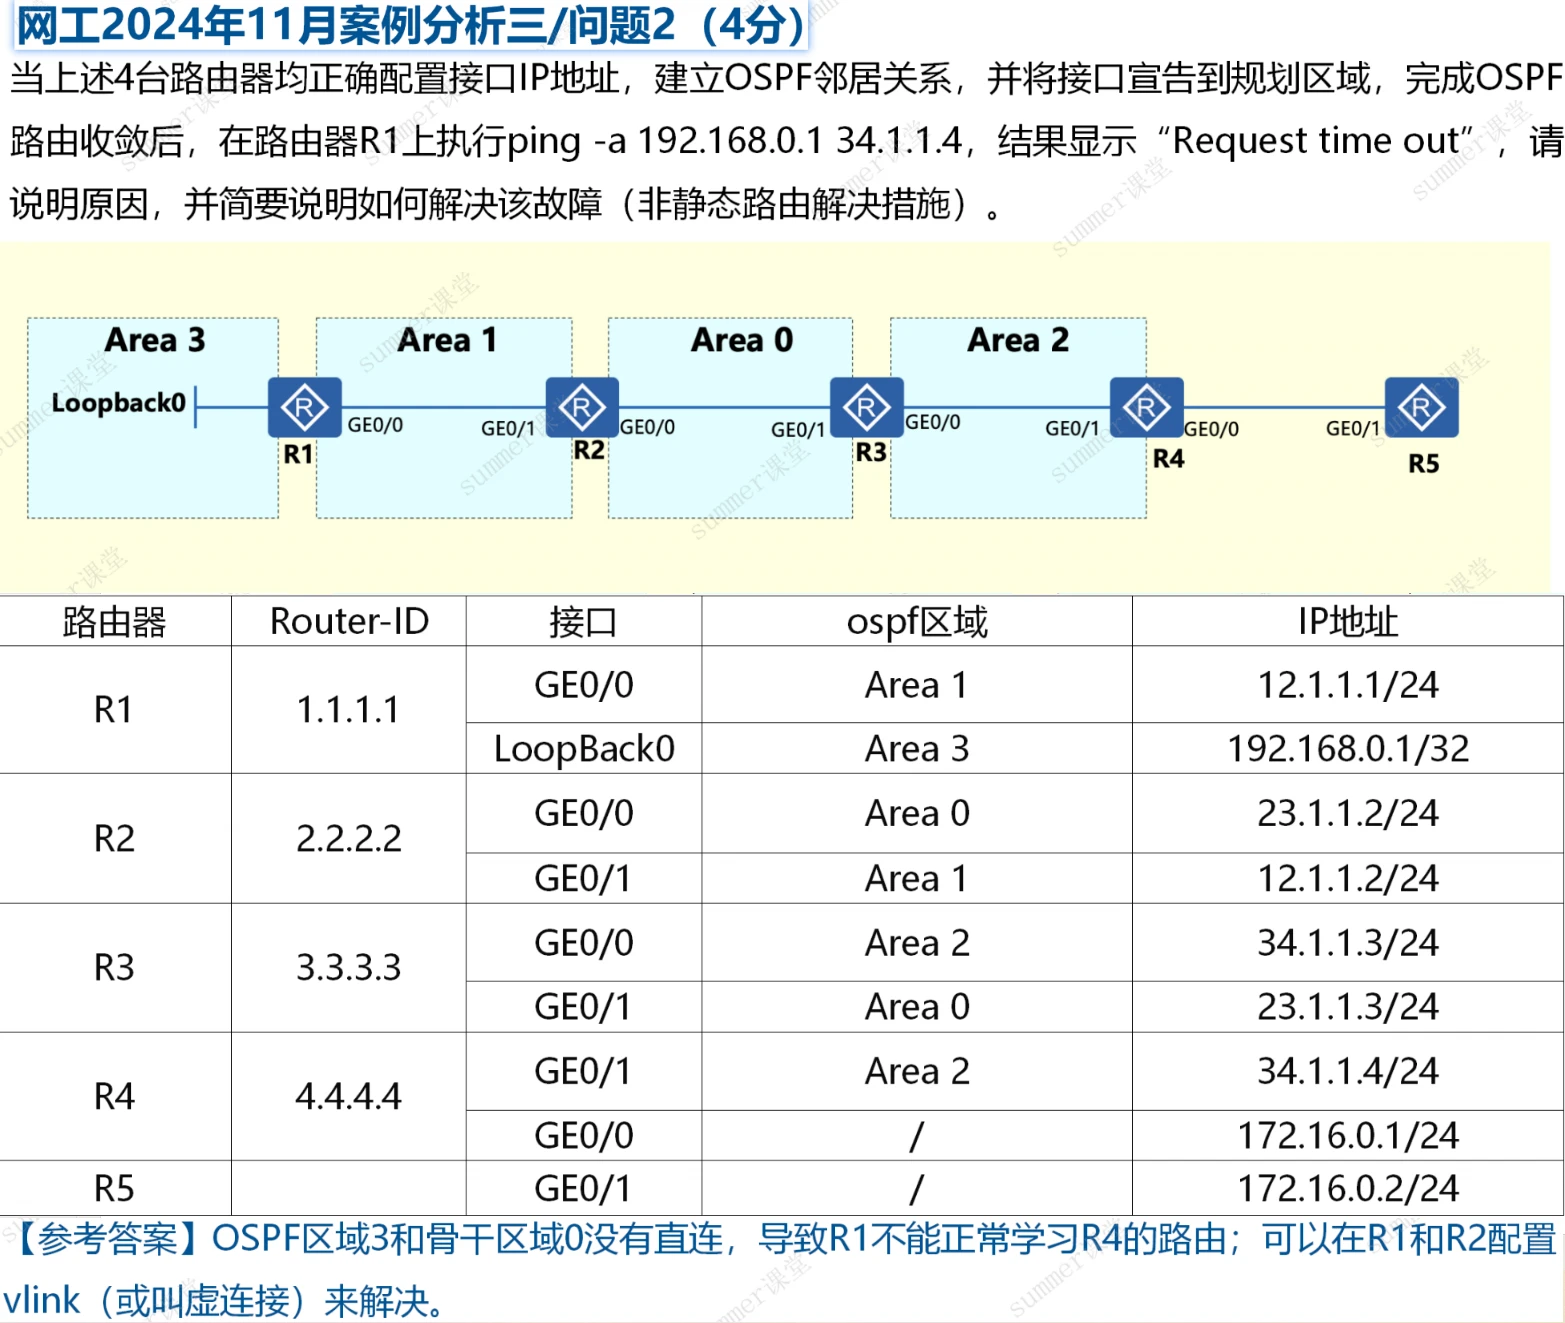 网工2024年11月案例分析三/问题2（4分）
当上述4台路由器均正确配置接口IP地址，建立OSPF邻居关系，并将接口宣告到规划区域，完成OSPF
路由收敛后，在路由器R1上执行ping -a 192.168.0.1 34.1.1.4，结果显示“Request time out”，请
说明原因，并简要说明如何解决该故障（非静态路由解决措施）。
Area 3 Area 1 Area 0 Area 2
Loopback0 R R R R R
GE0/0 GE0/1 GE0/0 GE0/1 GE0/0 GE0/1 GE0/0 GE0/1
R1 R2 R3 R4 R5
路由器 Router-ID 接口 ospf区域 IP地址
R1 1.1.1.1 GE0/0 Area 1 12.1.1.1/24
LoopBack0 Area 3 192.168.0.1/32
R2 2.2.2.2 GE0/0 Area 0 23.1.1.2/24
GE0/1 Area 1 12.1.1.2/24
R3 3.3.3.3 GE0/0 Area 2 34.1.1.3/24
GE0/1 Area 0 23.1.1.3/24
R4 4.4.4.4 GE0/1 Area 2 34.1.1.4/24
GE0/0 / 172.16.0.1/24
R5 GE0/1 / 172.16.0.2/24
【参考答案】OSPF区域3和骨干区域0没有直连，导致R1不能正常学习R4的路由；可以在R1和R2配置
vlink（或叫虚连接）来解决。
summer课堂